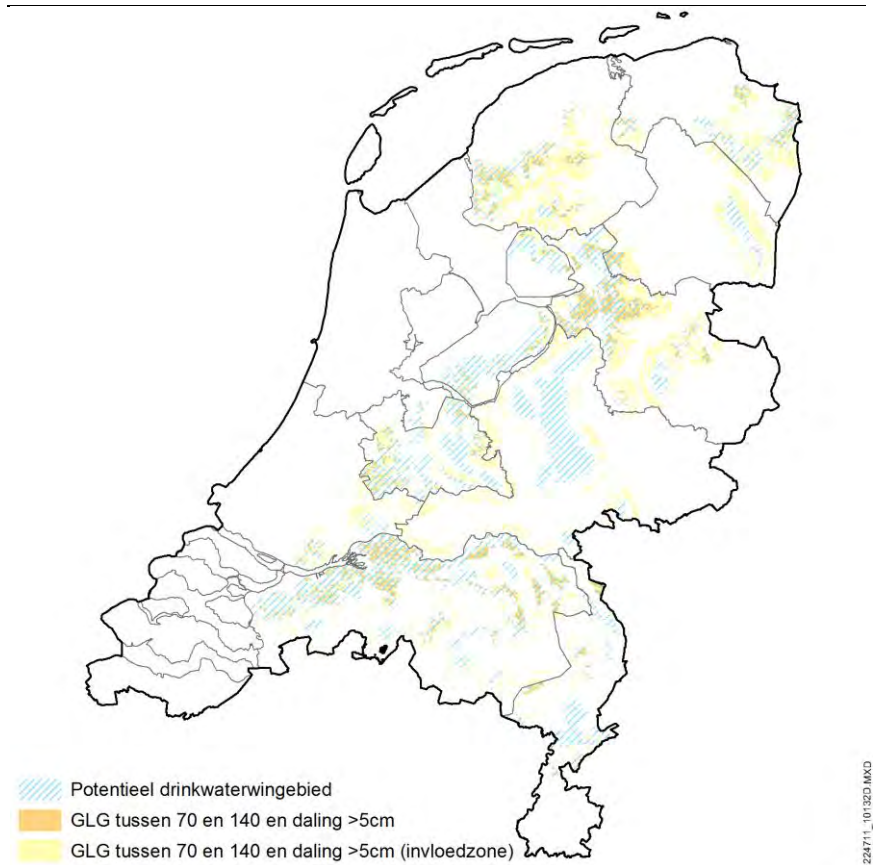 Potentieel drinkwaterwingebied
GLG tussen 70 en 140 en daling >5cm
GLG tussen 70 en 140 en daling >5cm (invloedzone)
224711_10132D.MXD